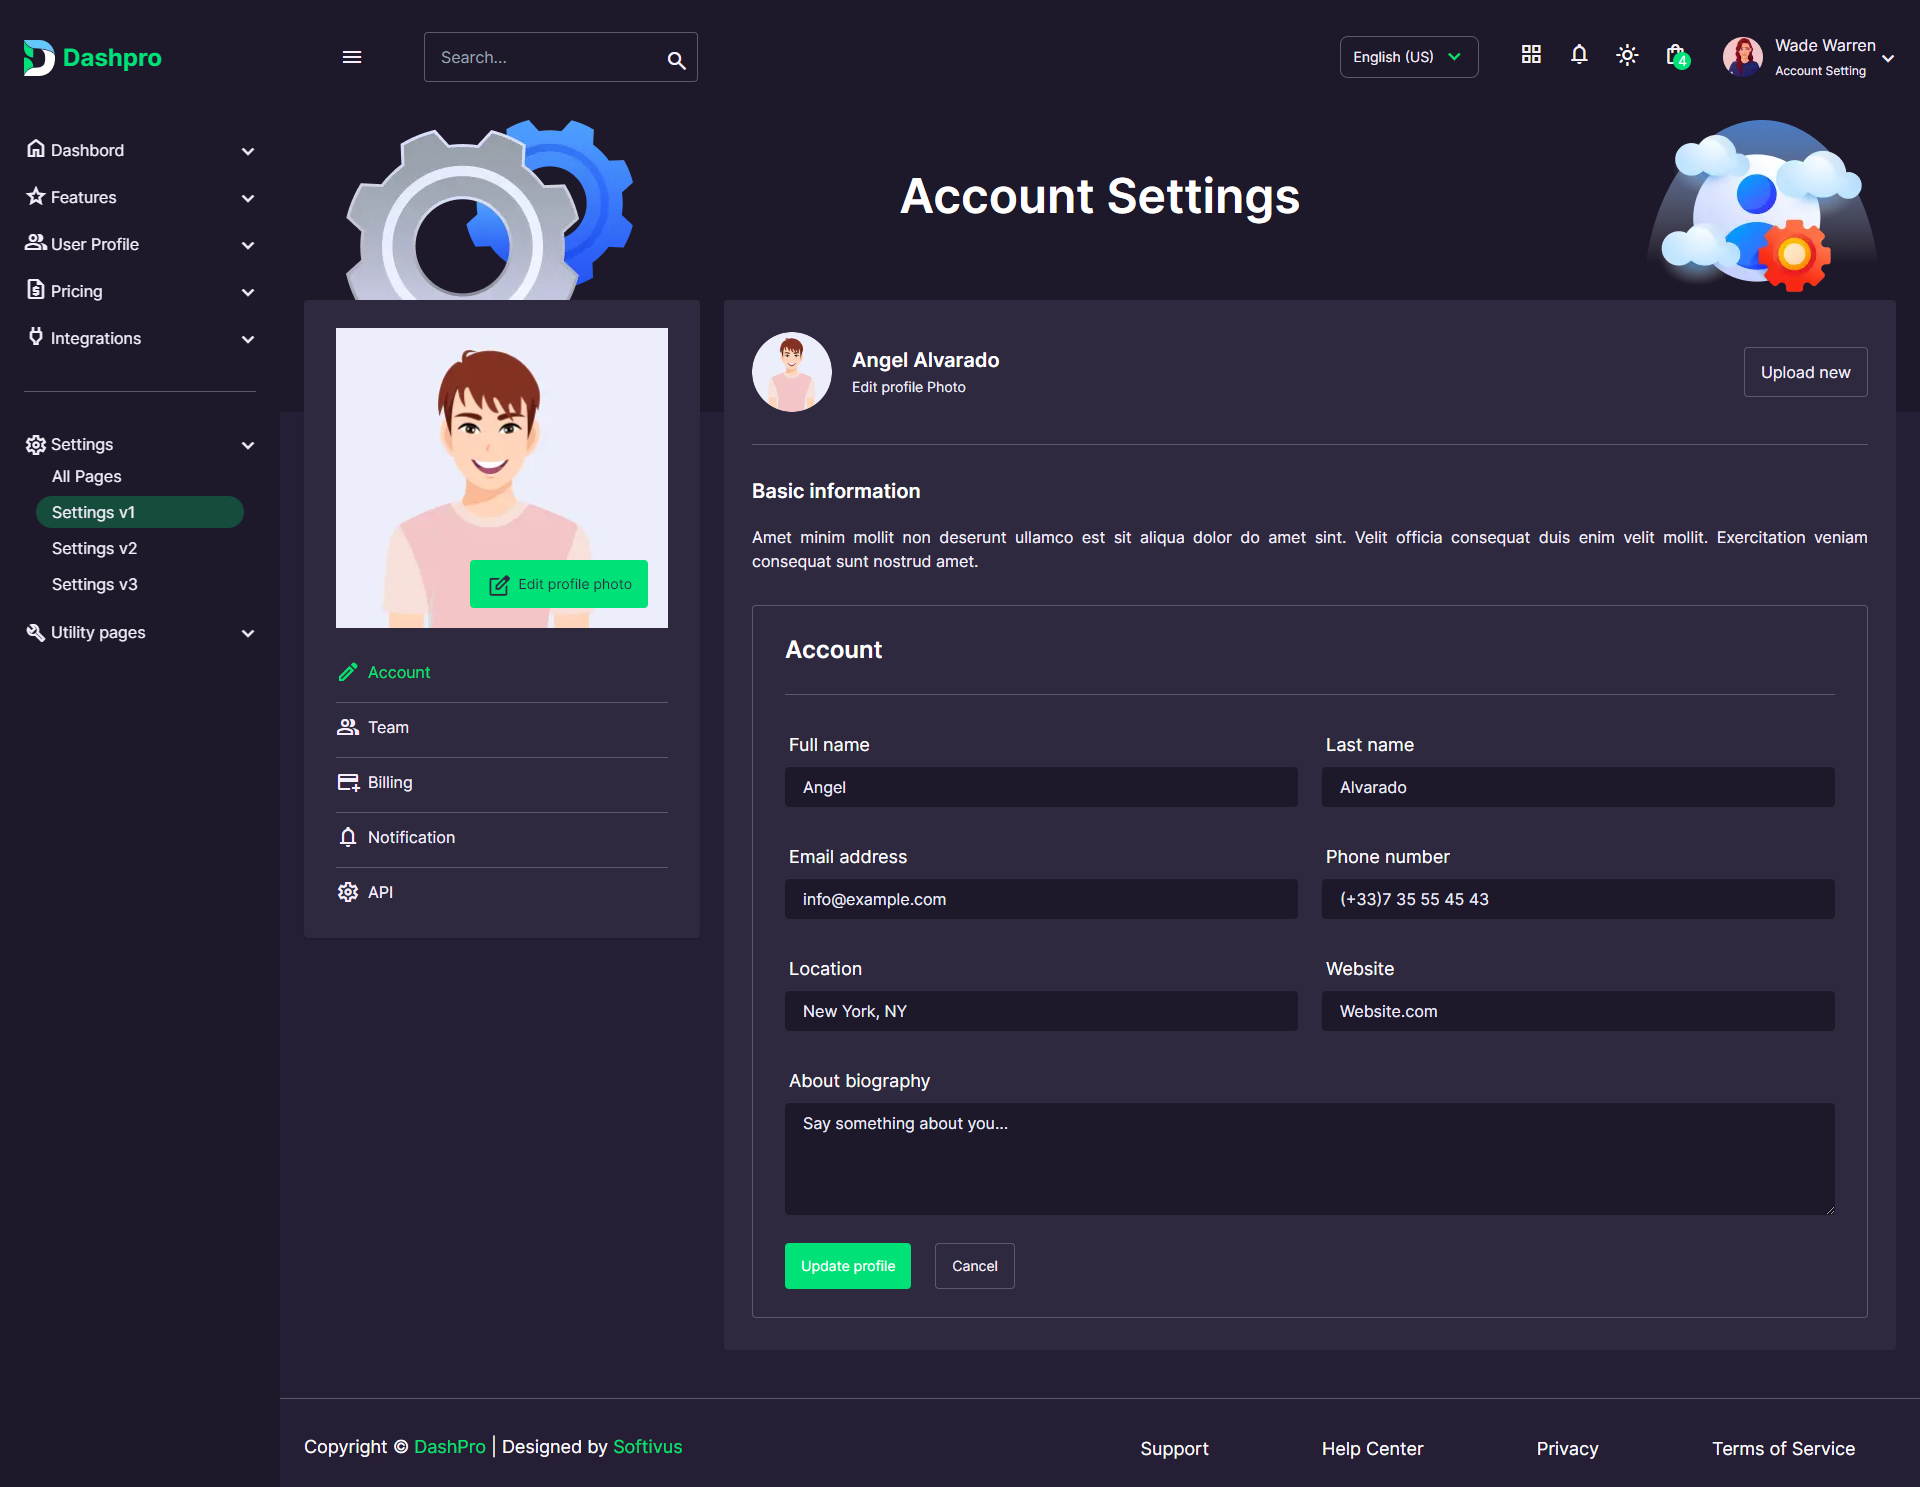 Dashpro
Search...
English (US)
4
Wade Warren
Account Setting
Dashbord
Features
User Profile
Pricing
Integrations
Settings
All Pages
Settings v1
Settings v2
Settings v3
Utility pages
Account Settings
Edit profile photo
Account
Team
Billing
Notification
API
Angel Alvarado
Edit profile Photo
Upload new
Basic information
Amet minim mollit non deserunt ullamco est sit aliqua dolor do amet sint. Velit officia consequat duis enim velit mollit. Exercitation veniam
consequat sunt nostrud amet.
Account
Full name
Angel
Last name
Alvarado
Email address
info@example.com
Phone number
(+33)7 35 55 45 43
Location
New York, NY
Website
Website.com
About biography
Say something about you...
Update profile
Cancel
Copyright © DashPro | Designed by Softivus
Support
Help Center
Privacy
Terms of Service